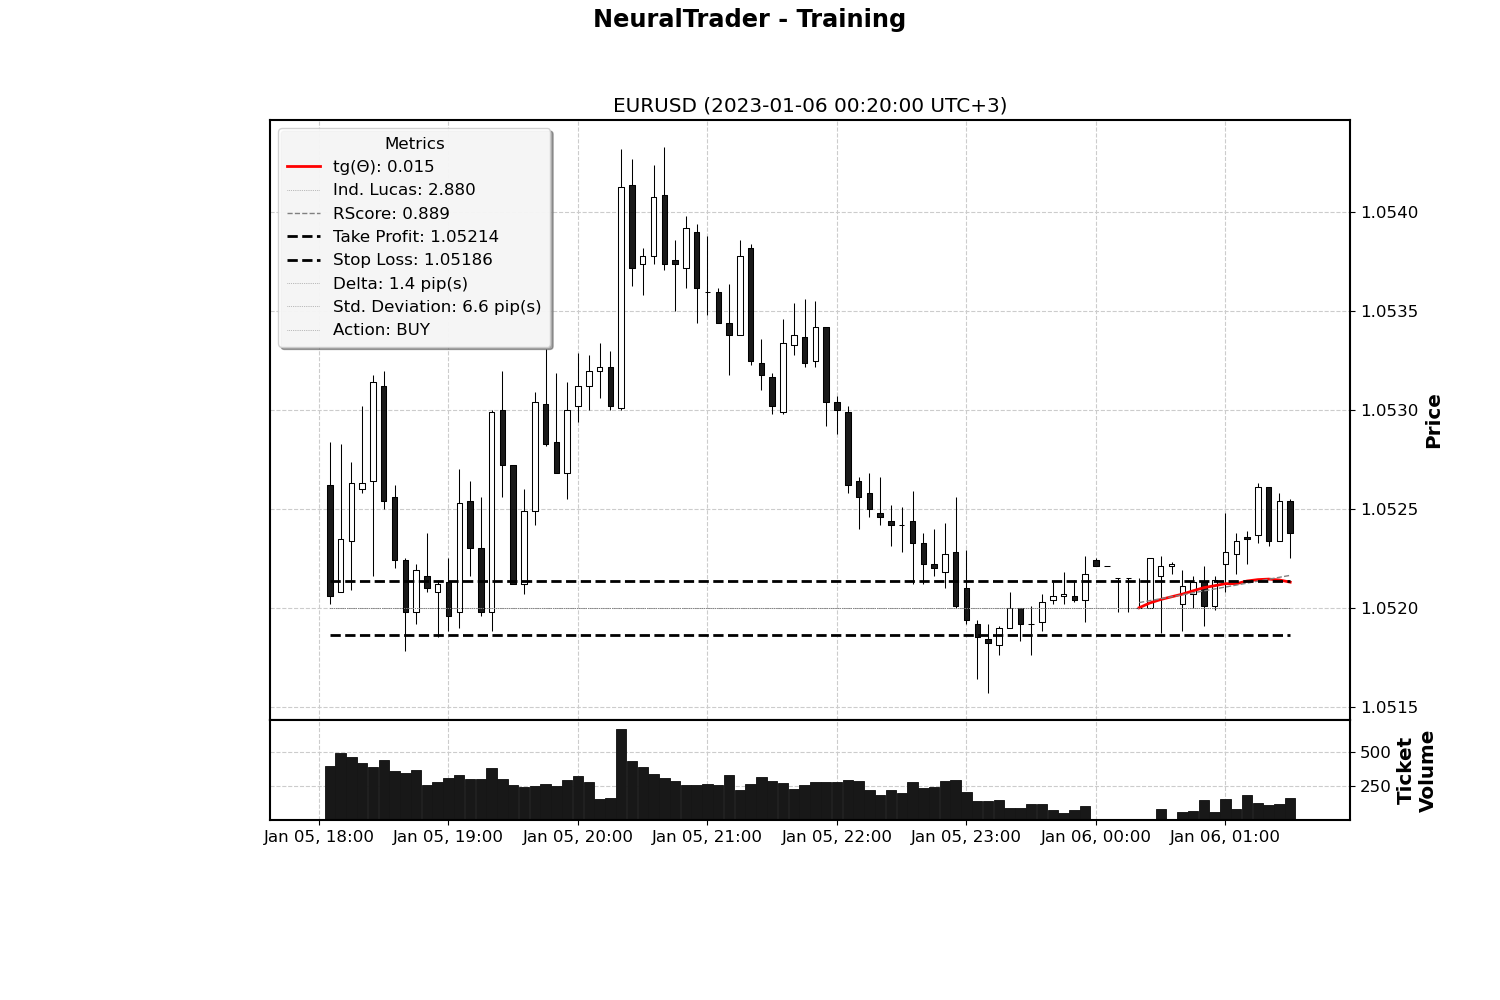 NeuralTrader - Training
EURUSD (2023-01-06 00:20:00 UTC+3)
Metrics
tg(Θ): 0.015
Ind. Lucas: 2.880
RScore: 0.889
Take Profit: 1.05214
Stop Loss: 1.05186
Delta: 1.4 pip(s)
Std. Deviation: 6.6 pip(s)
Action: BUY
1.0540
1.0535
1.0530
1.0525
1.0520
1.0515
Price
500
250
Ticket
Volume
Jan 05, 18:00
Jan 05, 19:00
Jan 05, 20:00
Jan 05, 21:00
Jan 05, 22:00
Jan 05, 23:00
Jan 06, 00:00
Jan 06, 01:00